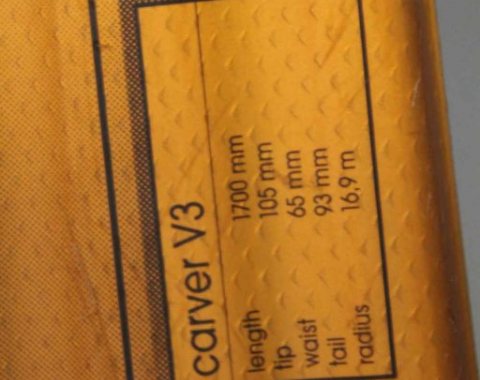 carver V3
length 1700 mm
tip 105 mm
waist 65 mm
tail 93 mm
radius 16,9 m